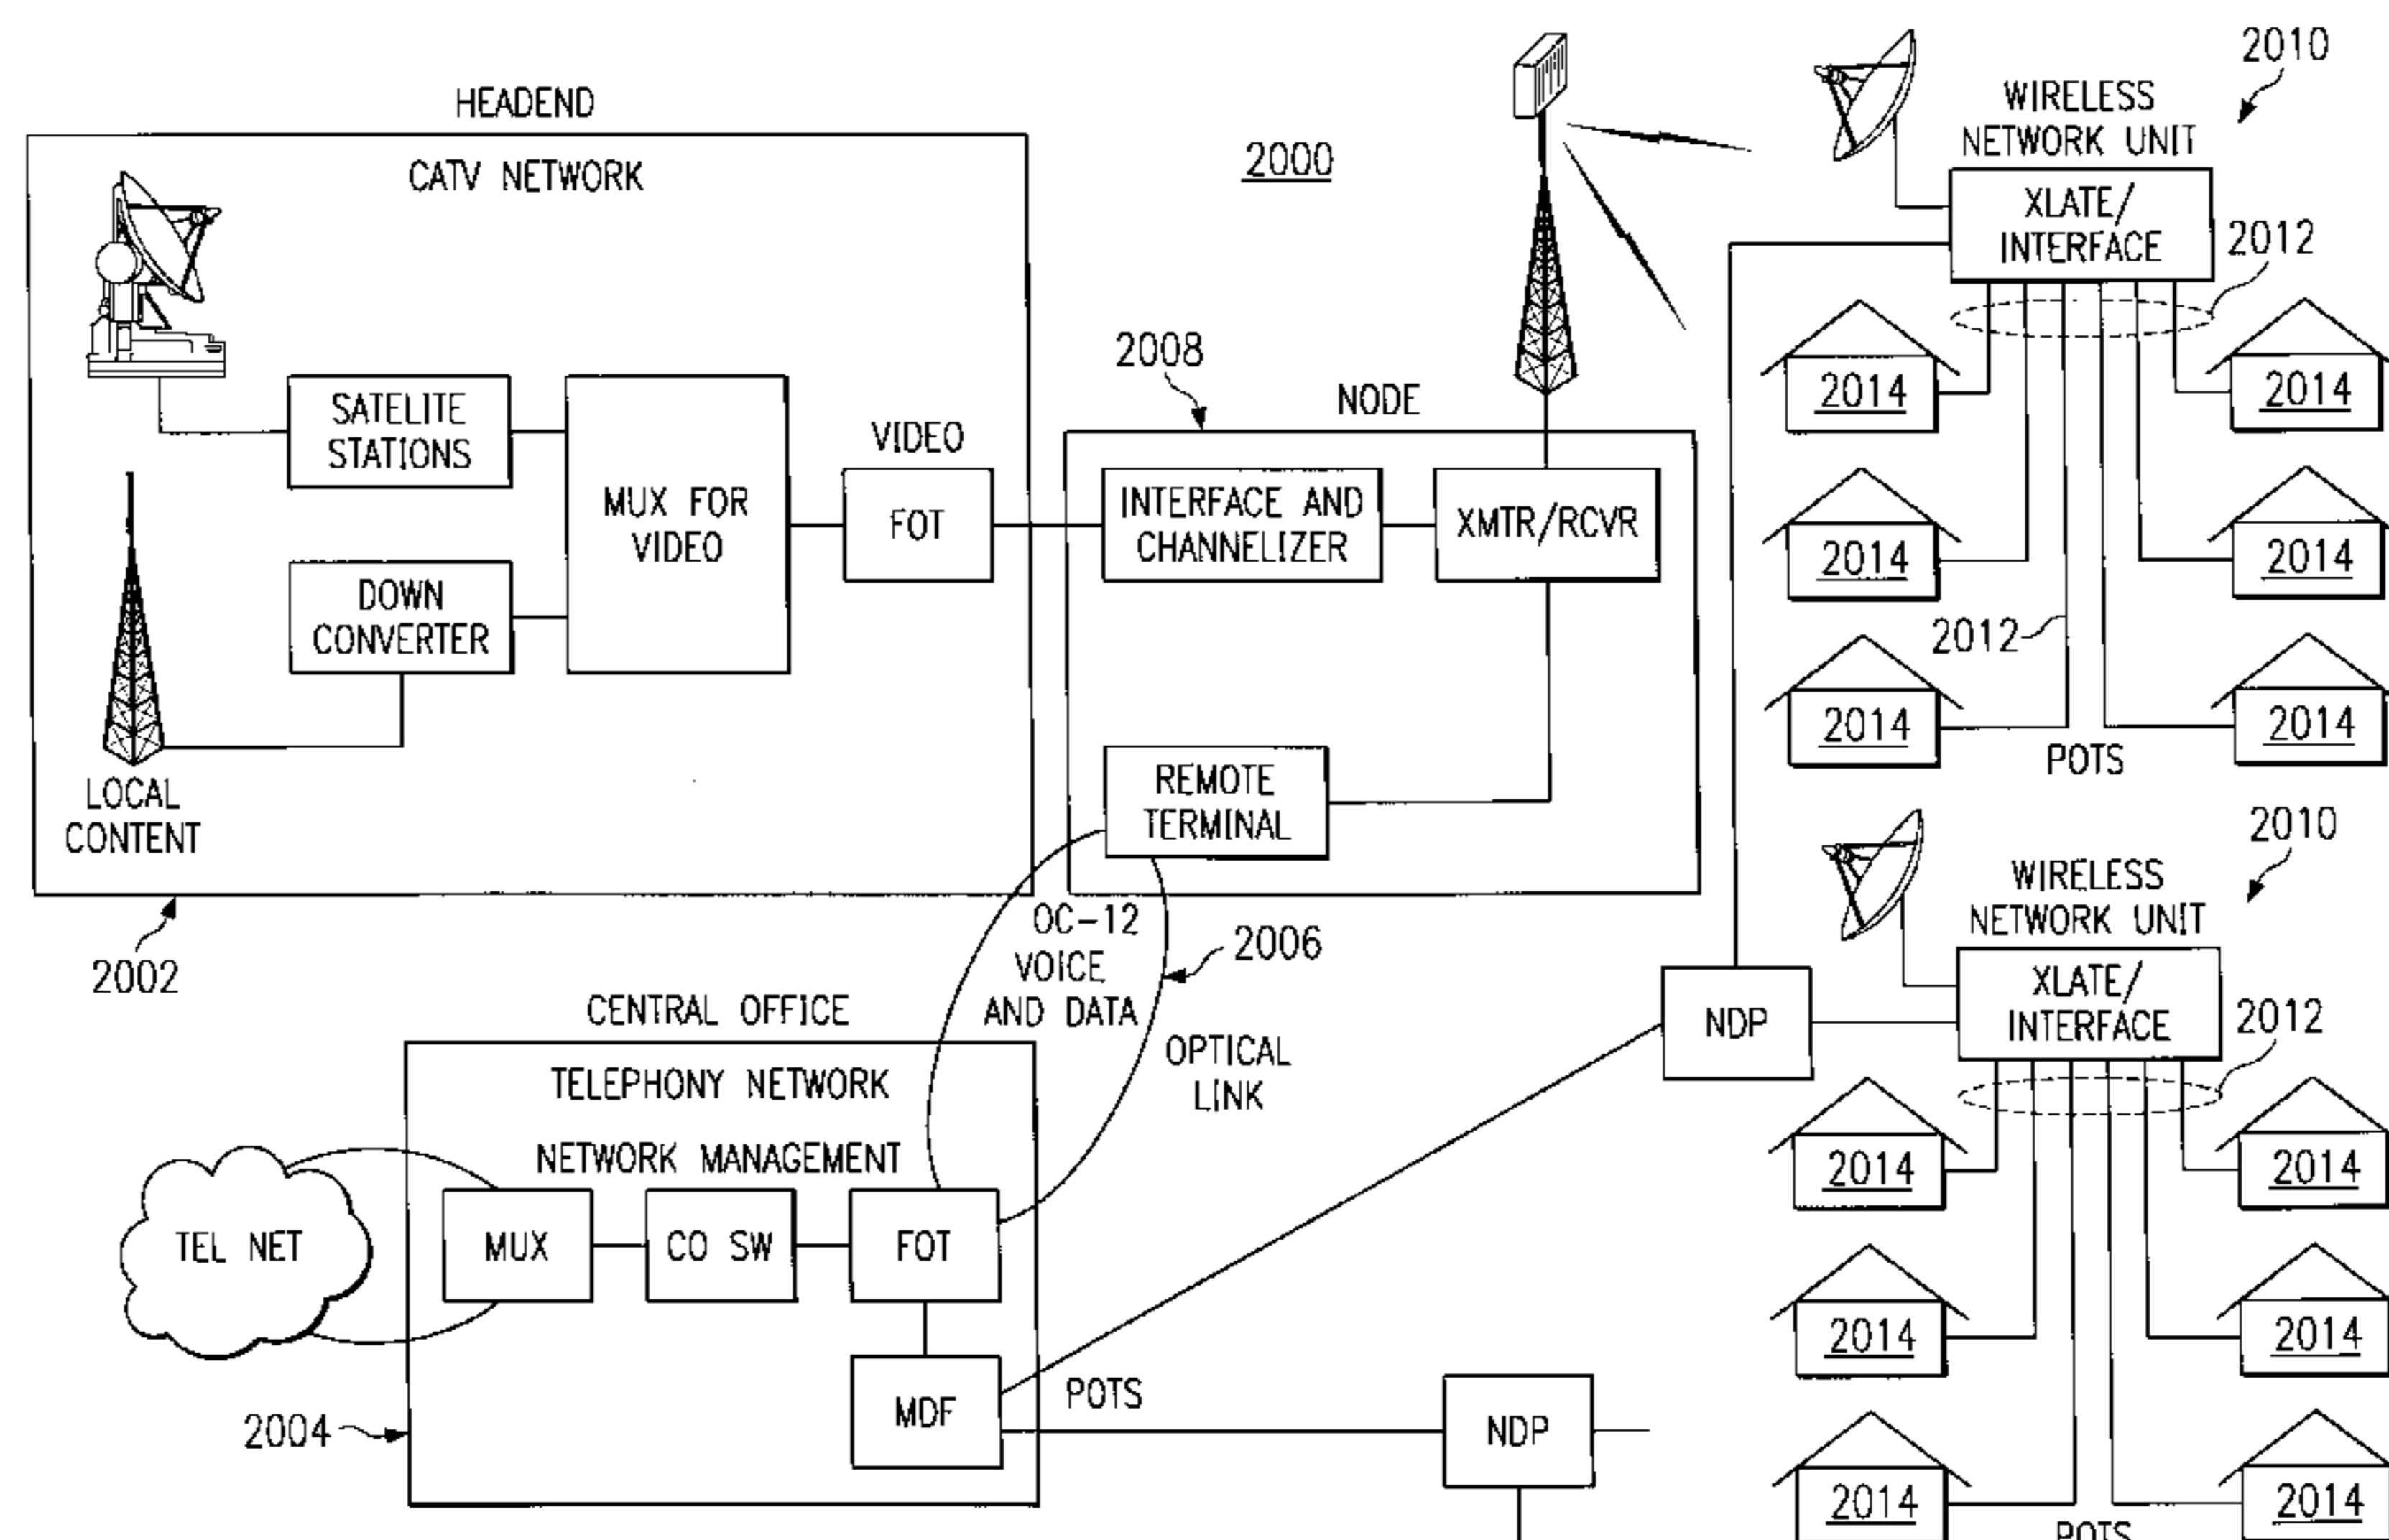 HEADEND
CATV NETWORK
SATELITE
STATIONS
MUX FOR
VIDEO
DOWN
CONVERTER
LOCAL
CONTENT
VIDEO
FOT
2002
2000
2008
NODE
INTERFACE AND
CHANNELIZER
XMTR/RCVR
REMOTE
TERMINAL
OC-12
VOICE
AND DATA
2006
OPTICAL
LINK
CENTRAL OFFICE
TELEPHONY NETWORK
NETWORK MANAGEMENT
TEL NET
MUX
CO SW
FOT
MDF
2004
POTS
NDP
NDP
2010
WIRELESS
NETWORK UNIT
XLATE/
INTERFACE
2012
2014
2014
2014
2014
2012
2014
2014
POTS
2010
WIRELESS
NETWORK UNIT
XLATE/
INTERFACE
2012
2014
2014
2014
2014
2014
2014
POTS